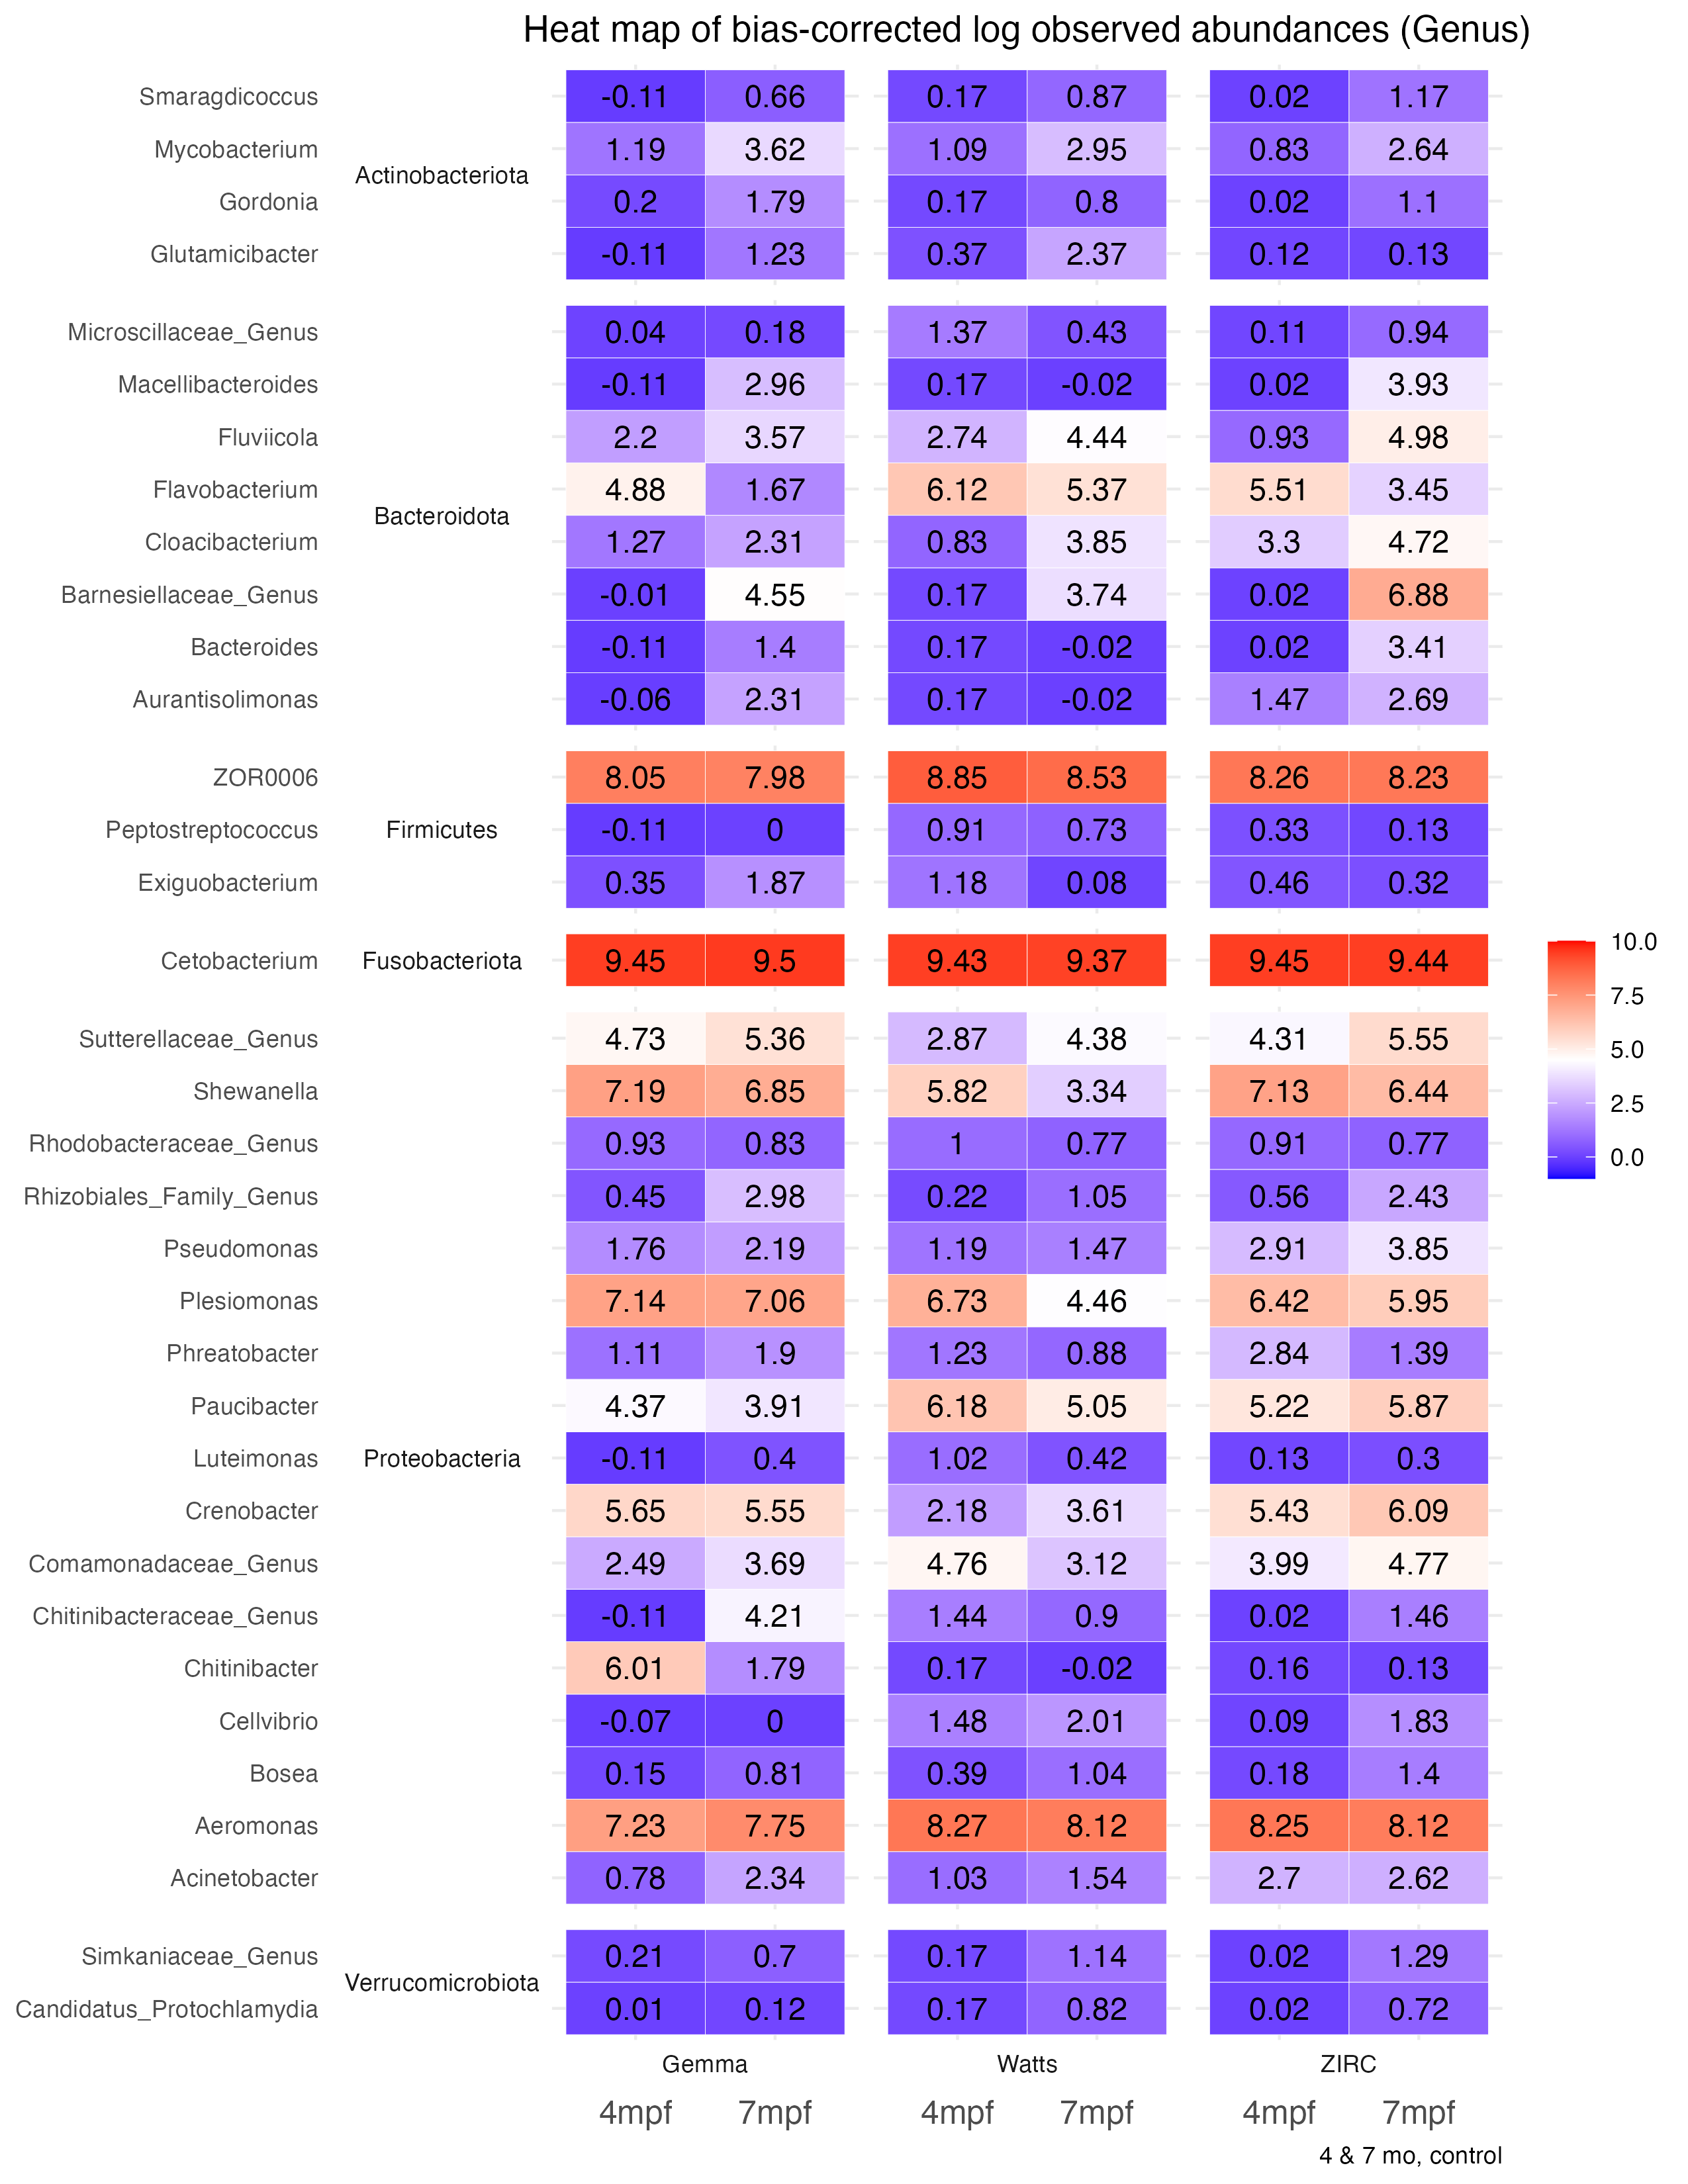 Heat map of bias-corrected log observed abundances (Genus)
Smaragdicoccus -0.11 0.66 0.17 0.87 0.02 1.17
Mycobacterium 1.19 3.62 1.09 2.95 0.83 2.64
Actinobacteriota
Gordonia 0.2 1.79 0.17 0.8 0.02 1.1
Glutamicibacter -0.11 1.23 0.37 2.37 0.12 0.13
Microscillaceae_Genus 0.04 0.18 1.37 0.43 0.11 0.94
Macellibacteroides -0.11 2.96 0.17 -0.02 0.02 3.93
Fluviicola 2.2 3.57 2.74 4.44 0.93 4.98
Flavobacterium 4.88 1.67 6.12 5.37 5.51 3.45
Bacteroidota
Cloacibacterium 1.27 2.31 0.83 3.85 3.3 4.72
Barnesiellaceae_Genus -0.01 4.55 0.17 3.74 0.02 6.88
Bacteroides -0.11 1.4 0.17 -0.02 0.02 3.41
Aurantisolimonas -0.06 2.31 0.17 -0.02 1.47 2.69
ZOR0006 8.05 7.98 8.85 8.53 8.26 8.23
Peptostreptococcus Firmicutes -0.11 0 0.91 0.73 0.33 0.13
Exiguobacterium 0.35 1.87 1.18 0.08 0.46 0.32
Cetobacterium Fusobacteriota 9.45 9.5 9.43 9.37 9.45 9.44
Sutterellaceae_Genus 4.73 5.36 2.87 4.38 4.31 5.55
Shewanella 7.19 6.85 5.82 3.34 7.13 6.44
Rhodobacteraceae_Genus 0.93 0.83 1 0.77 0.91 0.77
Rhizobiales_Family_Genus 0.45 2.98 0.22 1.05 0.56 2.43
Pseudomonas 1.76 2.19 1.19 1.47 2.91 3.85
Plesiomonas 7.14 7.06 6.73 4.46 6.42 5.95
Phreatobacter 1.11 1.9 1.23 0.88 2.84 1.39
Paucibacter 4.37 3.91 6.18 5.05 5.22 5.87
Luteimonas Proteobacteria -0.11 0.4 1.02 0.42 0.13 0.3
Crenobacter 5.65 5.55 2.18 3.61 5.43 6.09
Comamonadaceae_Genus 2.49 3.69 4.76 3.12 3.99 4.77
Chitinibacteraceae_Genus -0.11 4.21 1.44 0.9 0.02 1.46
Chitinibacter 6.01 1.79 0.17 -0.02 0.16 0.13
Cellvibrio -0.07 0 1.48 2.01 0.09 1.83
Bosea 0.15 0.81 0.39 1.04 0.18 1.4
Aeromonas 7.23 7.75 8.27 8.12 8.25 8.12
Acinetobacter 0.78 2.34 1.03 1.54 2.7 2.62
Simkaniaceae_Genus 0.21 0.7 0.17 1.14 0.02 1.29
Verrucomicrobiota
Candidatus_Protochlamydia 0.01 0.12 0.17 0.82 0.02 0.72
Gemma Watts ZIRC
4mpf 7mpf 4mpf 7mpf 4mpf 7mpf
4 & 7 mo, control
10.0
7.5
5.0
2.5
0.0